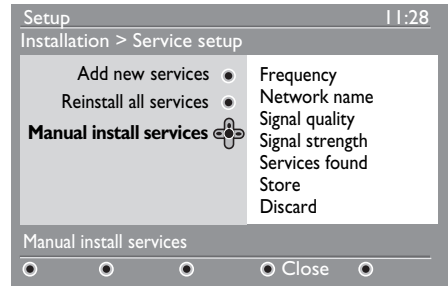 Setup 11:28
Installation > Service setup
Add new services
Reinstall all services
Manual install services
Frequency
Network name
Signal quality
Signal strength
Services found
Store
Discard
Manual install services
Close